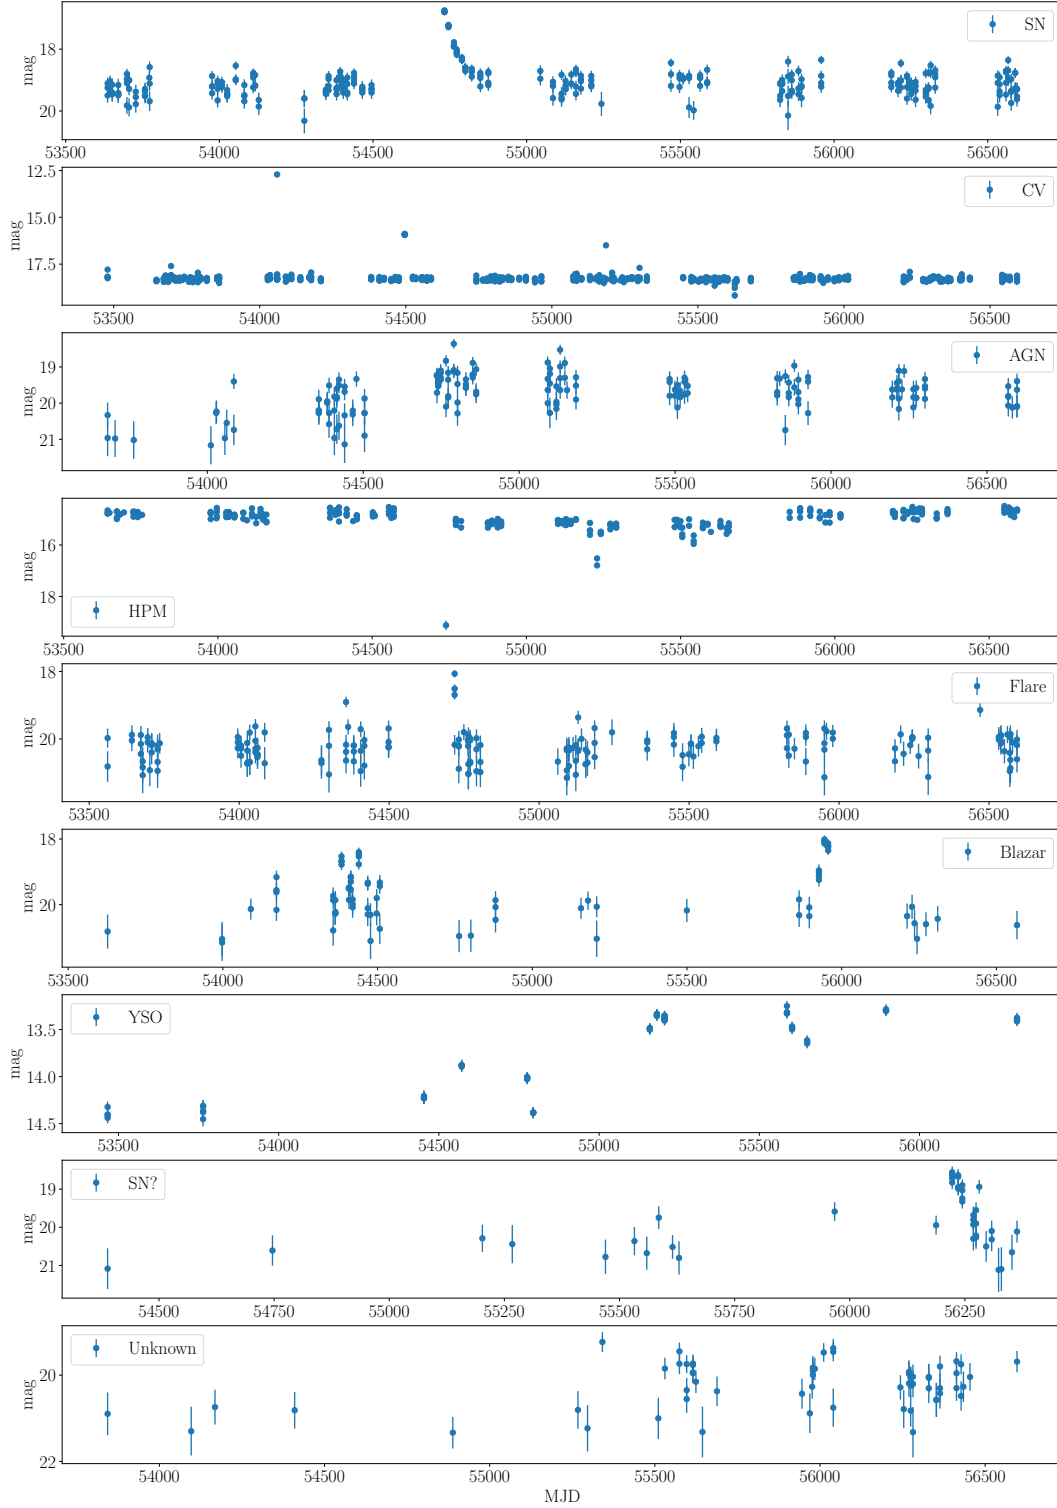 SN
mag
18
20
53500 54000 54500 55000 55500 56000 56500
CV
mag
12.5
15.0
17.5
53500 54000 54500 55000 55500 56000 56500
AGN
mag
19
20
21
54000 54500 55000 55500 56000 56500
HPM
mag
16
18
53500 54000 54500 55000 55500 56000 56500
Flare
mag
18
20
53500 54000 54500 55000 55500 56000 56500
Blazar
mag
18
20
53500 54000 54500 55000 55500 56000 56500
YSO
mag
13.5
14.0
14.5
53500 54000 54500 55000 55500 56000
SN?
mag
19
20
21
54500 54750 55000 55250 55500 55750 56000 56250
Unknown
mag
20
22
54000 54500 55000 55500 56000 56500
MJD